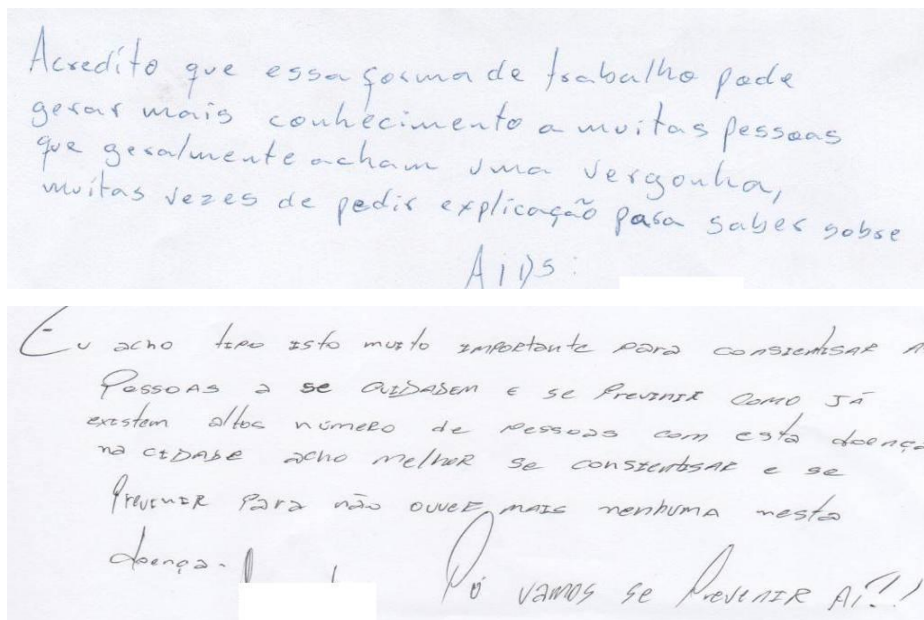 Acredito que essa forma de trabalho pode
gerar mais conhecimento a muitas pessoas
que geralmente acham uma vergonha,
muitas vezes de pedir explicação para saber sobre
AiDS:
Eu acho tipo isto muito importante para consientisar A
Pessoas a se cuidadem e se Prevenir como JÁ
existem altos número de pessoas com esta doença
na cidade acho melhor se consientisar e se
Prevenir Para não ouver mais nenhuma nesta
doença.
Pó vamos se Prevenir Aí!!